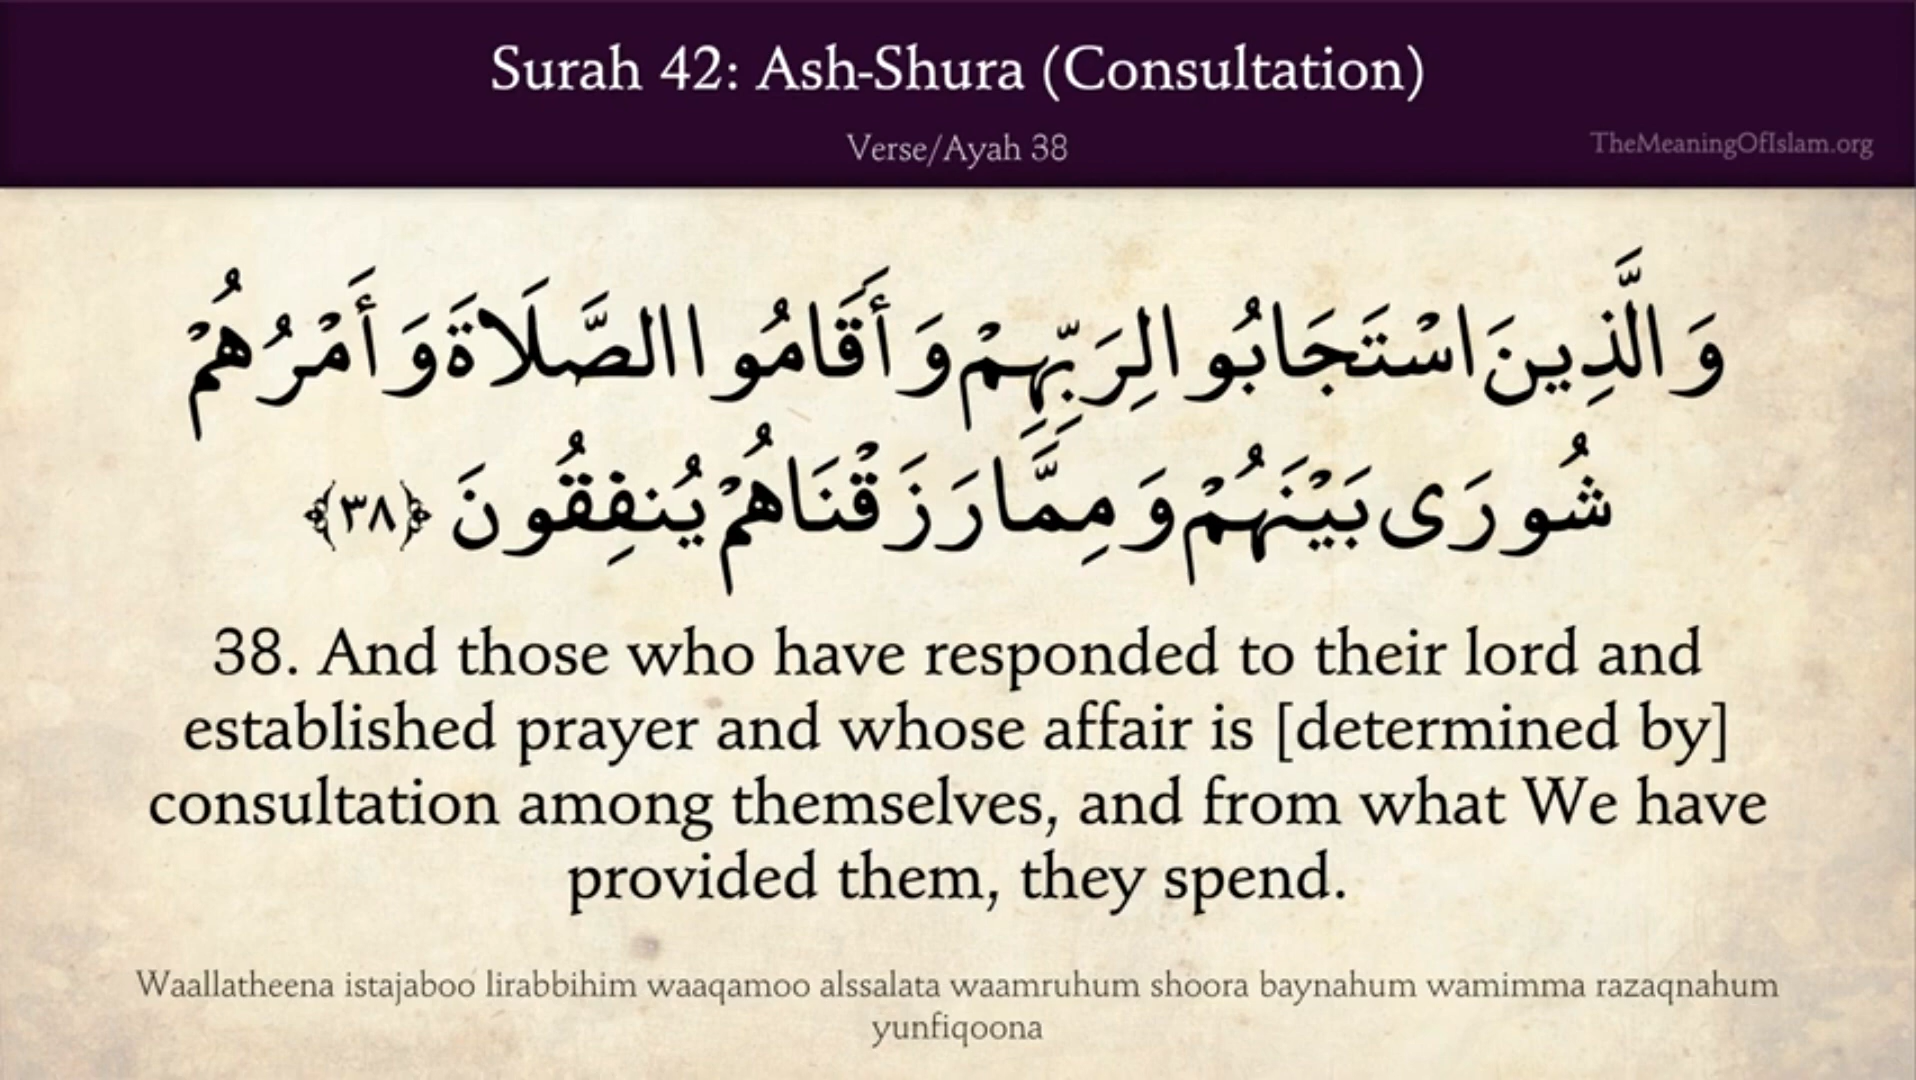 Surah 42: Ash-Shura (Consultation)
Verse/Ayah 38
TheMeaningOfIslam.org
وَالَّذِينَ اسْتَجَابُوا لِرَبِّهِمْ وَأَقَامُوا الصَّلَاةَ وَأَمْرُهُمْ
شُورَى بَيْنَهُمْ وَمِمَّا رَزَقْنَاهُمْ يُنفِقُونَ ﴿٣٨﴾
38. And those who have responded to their lord and
established prayer and whose affair is [determined by]
consultation among themselves, and from what We have
provided them, they spend.
Waallatheena istajaboo lirabbihim waaqamoo alssalata waamruhum shoora baynahum wamimma razaqnahum
yunfiqoona